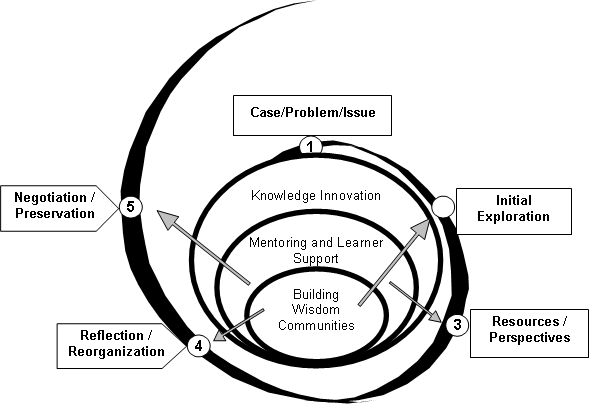 Case/Problem/Issue
1
Knowledge Innovation
Negotiation /
Preservation
5
Initial
Exploration
Mentoring and Learner
Support
Building
Wisdom
Communities
3
Resources /
Perspectives
Reflection /
Reorganization
4